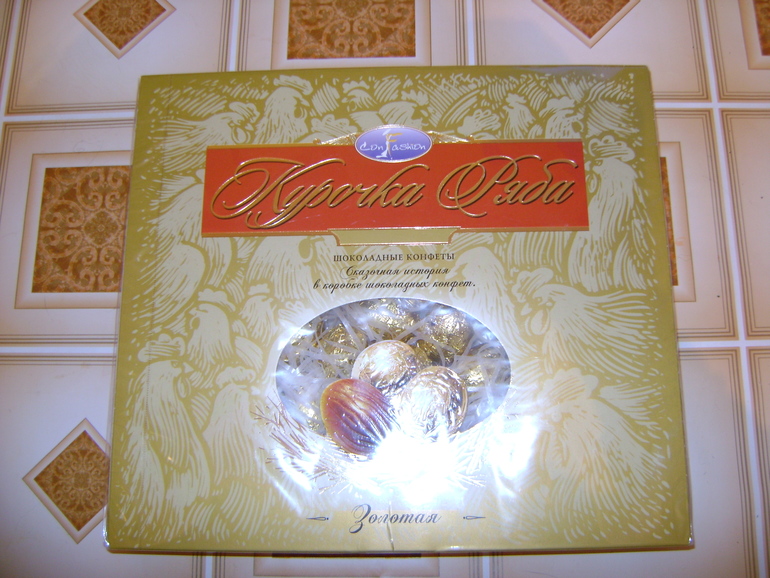 ConFashion
Курочка Ряба
ШОКОЛАДНЫЕ КОНФЕТЫ
Сказочная история
в коробке шоколадных конфет.
Золотая